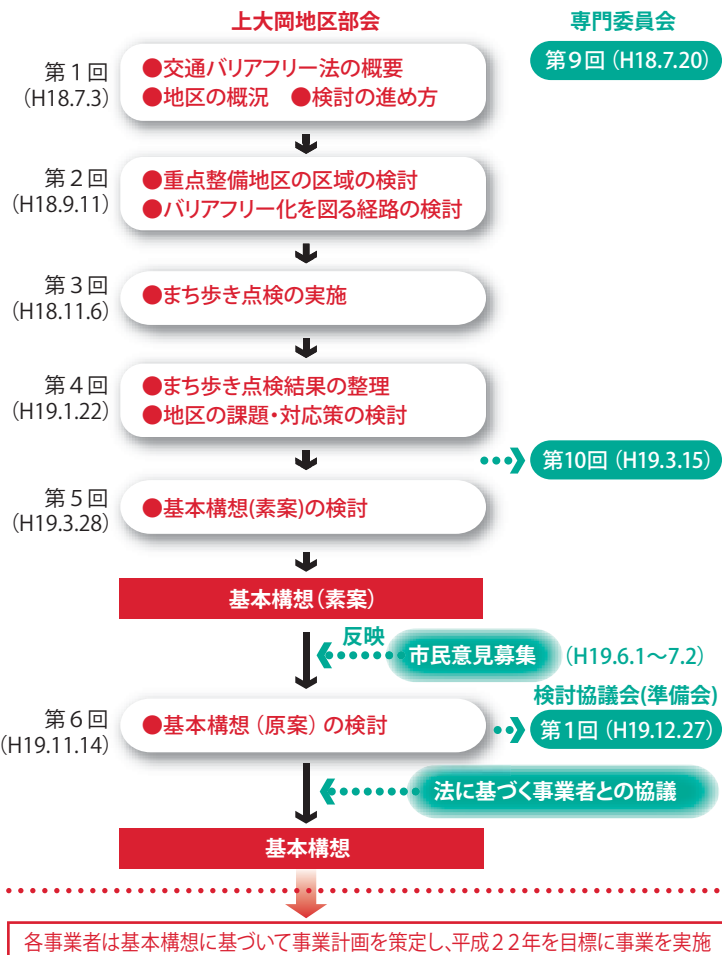 上大岡地区部会
専門委員会
第1回
(H18.7.3)
●交通バリアフリー法の概要
●地区の概況 ●検討の進め方
第9回(H18.7.20)
第2回
(H18.9.11)
●重点整備地区の区域の検討
●バリアフリー化を図る経路の検討
第3回
(H18.11.6)
●まち歩き点検の実施
第4回
(H19.1.22)
●まち歩き点検結果の整理
●地区の課題・対応策の検討
第10回(H19.3.15)
第5回
(H19.3.28)
●基本構想(素案)の検討
基本構想(素案)
反映
市民意見募集 (H19.6.1〜7.2)
検討協議会(準備会)
第6回
(H19.11.14)
●基本構想(原案)の検討
第1回(H19.12.27)
法に基づく事業者との協議
基本構想
各事業者は基本構想に基づいて事業計画を策定し、平成22年を目標に事業を実施